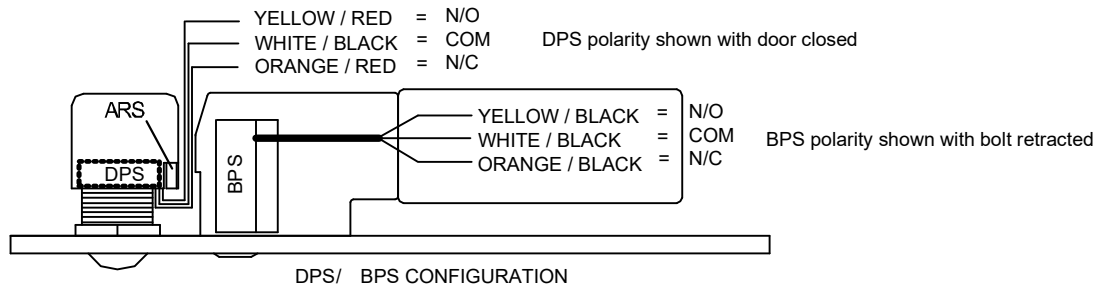 YELLOW / RED = N/O
WHITE / BLACK = COM DPS polarity shown with door closed
ORANGE / RED = N/C
ARS
YELLOW / BLACK = N/O
WHITE / BLACK = COM BPS polarity shown with bolt retracted
ORANGE / BLACK = N/C
DPS
BPS
DPS/ BPS CONFIGURATION